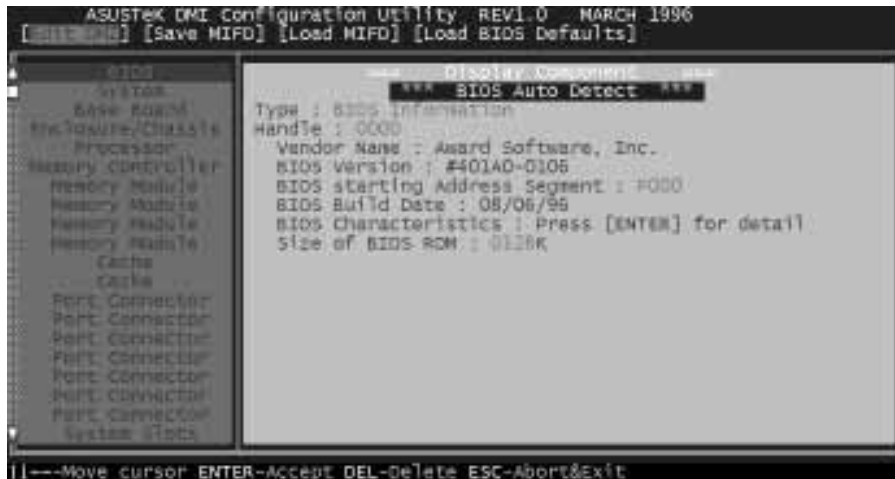 ASUSTeK DMI Configuration Utility REV1.0 MARCH 1996
[Edit DMI] [Save MIFD] [Load MIFD] [Load BIOS Defaults]
BIOS
System
Base Board
Enclosure/Chassis
Processor
Memory Controller
Memory Module
Memory Module
Memory Module
Memory Module
Cache
Cache
Port Connector
Port Connector
Port Connector
Port Connector
Port Connector
Port Connector
Port Connector
System Slots
*** Display Component ***
*** BIOS Auto Detect ***
Type : BIOS Information
Handle : 0000
Vendor Name : Award Software, Inc.
BIOS Version : #401A0-0106
BIOS starting Address Segment : F000
BIOS Build Date : 08/06/96
BIOS Characteristics : Press [ENTER] for detail
Size of BIOS ROM : 0128K
---Move cursor ENTER-Accept DEL-Delete ESC-Abort&Exit